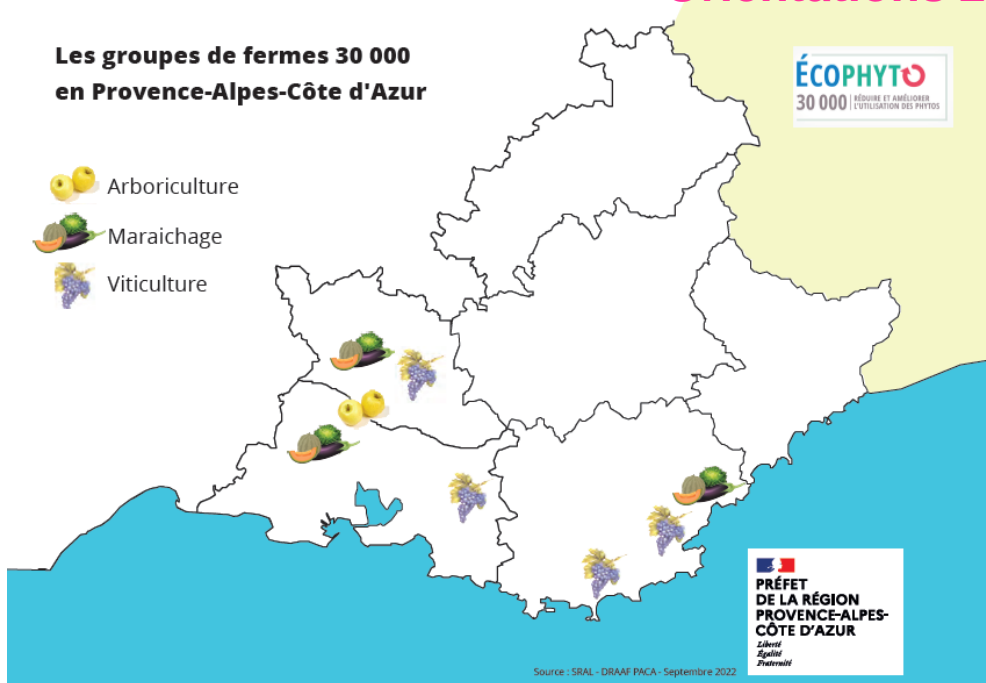 Les groupes de fermes 30 000
en Provence-Alpes-Côte d'Azur
ÉCOPHYTO
30 000 | RÉDUIRE ET AMÉLIORER
L'UTILISATION DES PHYTOS
Arboriculture
Maraichage
Viticulture
PRÉFET
DE LA RÉGION
PROVENCE-ALPES-
CÔTE D'AZUR
Liberté
Égalité
Fraternité
Source : SRAL - DRAAF PACA - Septembre 2022